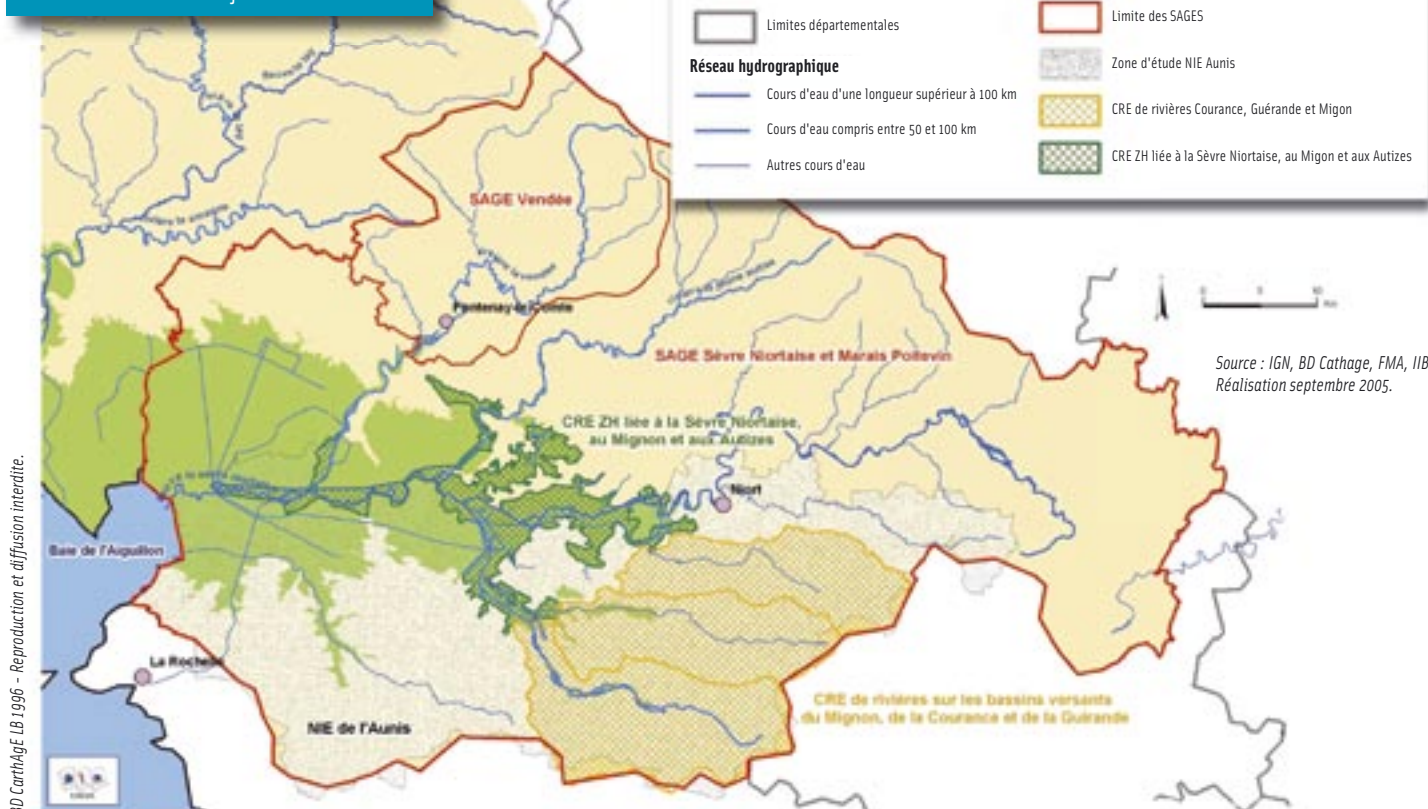 Limites départementales
Réseau hydrographique
Cours d'eau d'une longueur supérieur à 100 km
Cours d'eau compris entre 50 et 100 km
Autres cours d'eau
Limite des SAGES
Zone d'étude NIE Aunis
CRE de rivières Courance, Guérande et Migon
CRE ZH liée à la Sèvre Niortaise, au Migon et aux Autizes
SAGE Vendée
Fontenay-le-Comte
SAGE Sèvre Niortaise et Marais Poitevin
Source : IGN, BD Cathage, FMA, IIB
Réalisation septembre 2005.
CRE ZH liée à la Sèvre Niortaise,
au Mignon et aux Autizes
Niort
Baie de l'Aiguillon
La Rochelle
NIE de l'Aunis
CRE de rivières sur les bassins versants
du Mignon, de la Courance et de la Guirande
BD CarthAgE LB 1996 - Reproduction et diffusion interdite.